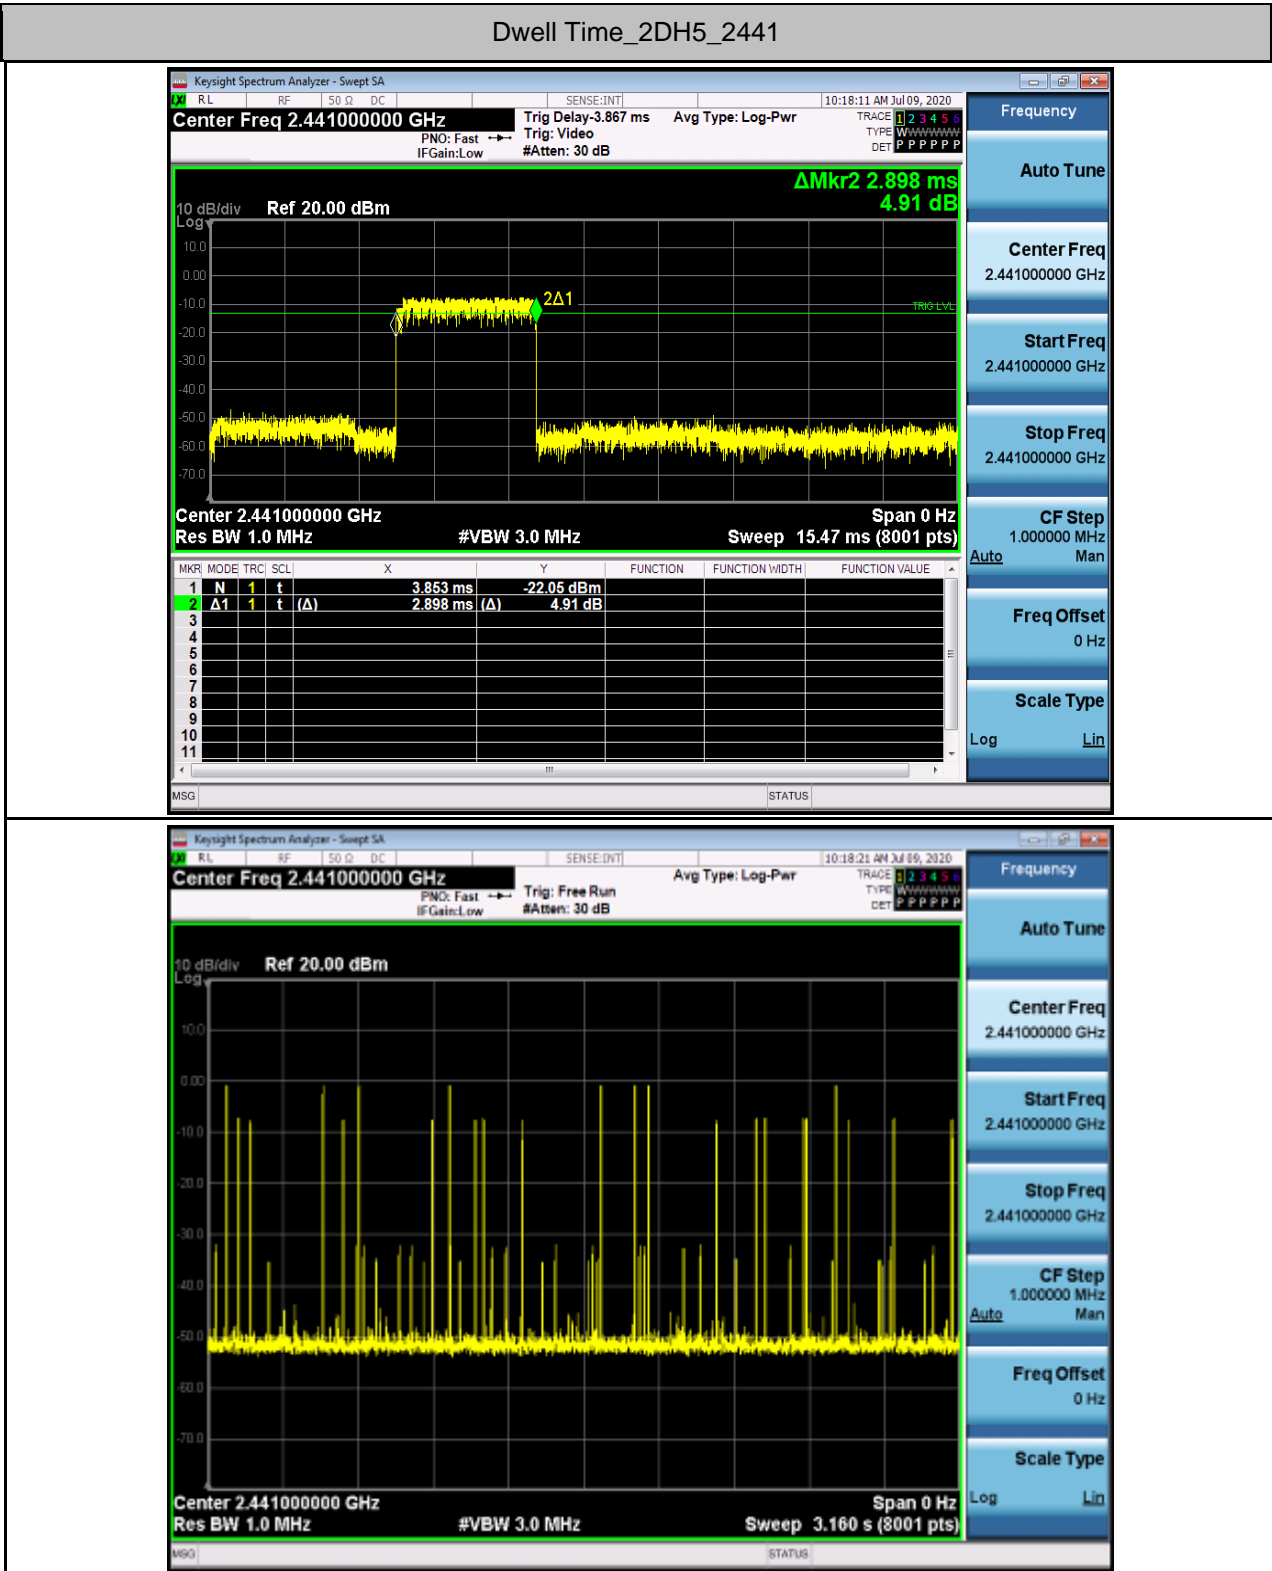 Dwell Time_2DH5_2441
Keysight Spectrum Analyzer - Swept SA
LXI RL RF 50 Ω DC SENSE:INT 10:18:11 AM Jul 09, 2020
Center Freq 2.441000000 GHz
PNO: Fast
IFGain:Low
Trig Delay-3.867 ms
Trig: Video
#Atten: 30 dB
Avg Type: Log-Pwr
TRACE 1 2 3 4 5 6
TYPE WWWWWW
DET P P P P P P
ΔMkr2 2.898 ms
4.91 dB
10 dB/div Ref 20.00 dBm
Log
10.0
0.00
-10.0
-20.0
-30.0
-40.0
-50.0
-60.0
-70.0
2Δ1
TRIG LVL
Center 2.441000000 GHz Span 0 Hz
Res BW 1.0 MHz #VBW 3.0 MHz Sweep 15.47 ms (8001 pts)
MKR MODE TRC SCL X Y FUNCTION FUNCTION WIDTH FUNCTION VALUE
1 N 1 t 3.853 ms -22.05 dBm
2 Δ1 1 t (Δ) 2.898 ms (Δ) 4.91 dB
3
4
5
6
7
8
9
10
11
MSG STATUS
Frequency
Auto Tune
Center Freq
2.441000000 GHz
Start Freq
2.441000000 GHz
Stop Freq
2.441000000 GHz
CF Step
1.000000 MHz
Auto Man
Freq Offset
0 Hz
Scale Type
Log Lin
Keysight Spectrum Analyzer - Swept SA
LXI RL RF 50 Ω DC SENSE:INT 10:18:21 AM Jul 09, 2020
Center Freq 2.441000000 GHz
PNO: Fast
IFGain:Low
Trig: Free Run
#Atten: 30 dB
Avg Type: Log-Pwr
TRACE 1 2 3 4 5 6
TYPE WWWWWW
DET P P P P P P
10 dB/div Ref 20.00 dBm
Log
10.0
0.00
-10.0
-20.0
-30.0
-40.0
-50.0
-60.0
-70.0
Center 2.441000000 GHz Span 0 Hz
Res BW 1.0 MHz #VBW 3.0 MHz Sweep 3.160 s (8001 pts)
MSG STATUS
Frequency
Auto Tune
Center Freq
2.441000000 GHz
Start Freq
2.441000000 GHz
Stop Freq
2.441000000 GHz
CF Step
1.000000 MHz
Auto Man
Freq Offset
0 Hz
Scale Type
Log Lin